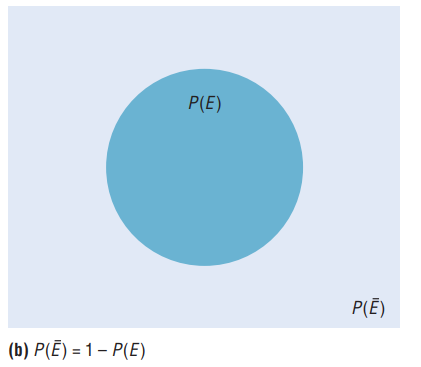 P(E)
P(Ē)
(b) P(Ē) = 1 – P(E)